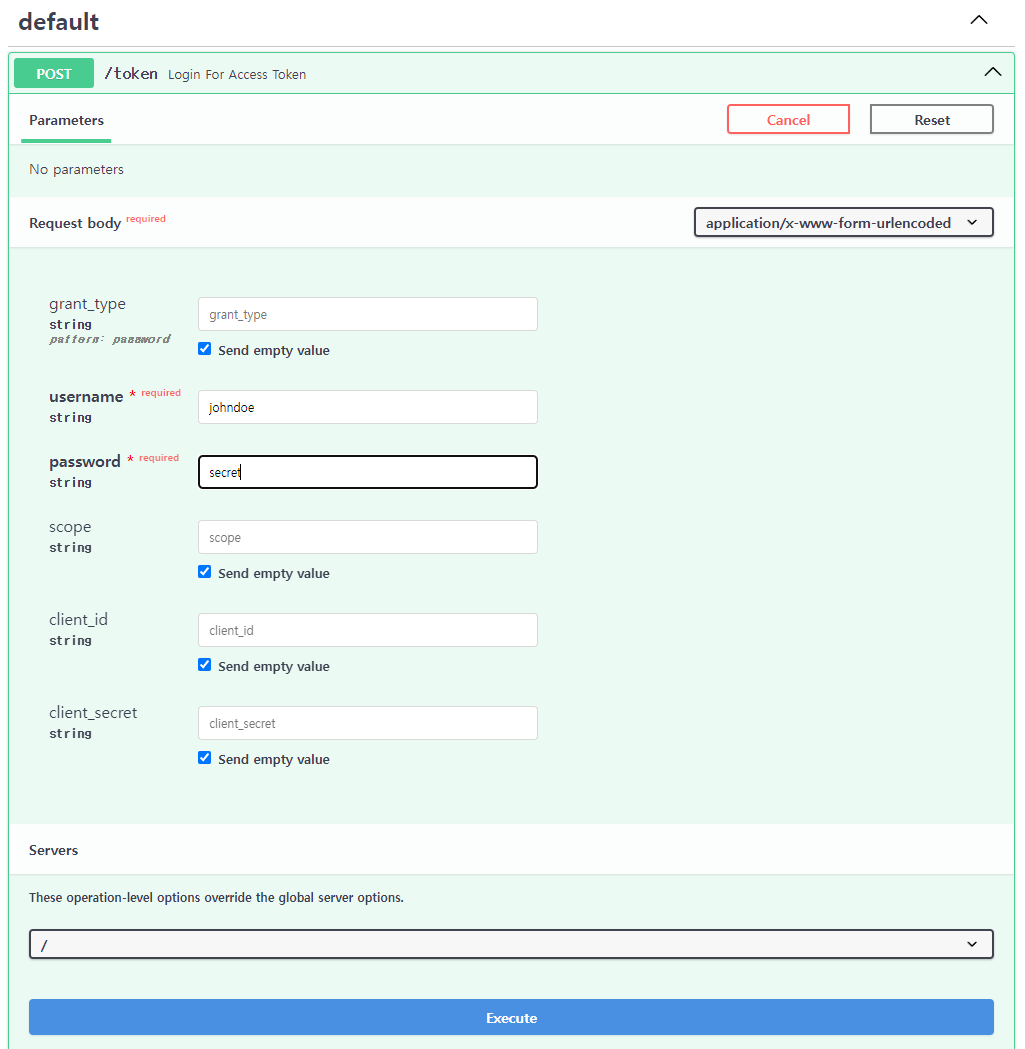 default
POST /token Login For Access Token
Parameters Cancel Reset
No parameters
Request body required application/x-www-form-urlencoded
grant_type
string
pattern: password
grant_type
Send empty value
username * required
string
johndoe
password * required
string
secret
scope
string
scope
Send empty value
client_id
string
client_id
Send empty value
client_secret
string
client_secret
Send empty value
Servers
These operation-level options override the global server options.
/
Execute